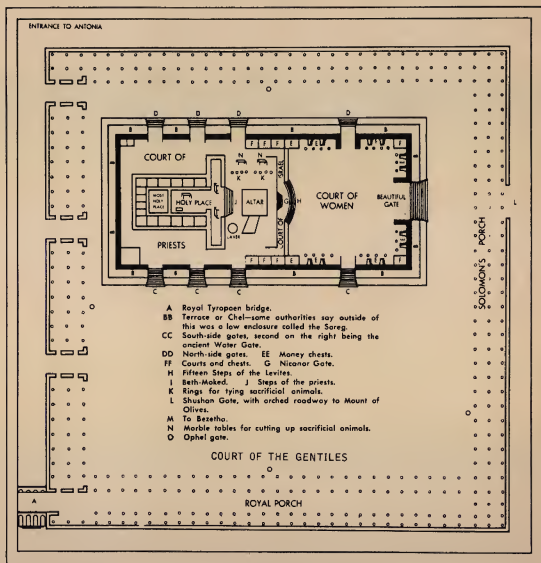 ENTRANCE TO ANTONIA
D D D D
B B B B
COURT OF
N N
K K
F F F F E E E E F
ISRAEL
MOST
HOLY
PLACE
HOLY PLACE
J
ALTAR
G H
COURT OF
WOMEN
BEAUTIFUL
GATE
L
LAVER
COURT OF
PRIESTS
SOLOMON'S PORCH
F F F F E E E E F
B B B B
C C C C
A Royal Tyropaen bridge.
BB Terrace or Chel—some authorities say outside of
this was a low enclosure called the Soreg.
CC South-side gates, second on the right being the
ancient Water Gate.
DD North-side gates. EE Money chests.
FF Courts and chests. G Nicanor Gate.
H Fifteen Steps of the Levites.
I Beth-Moked. J Steps of the priests.
K Rings for tying sacrificial animals.
L Shushan Gate, with arched roadway to Mount of
Olives.
M To Bezetha.
N Marble tables for cutting up sacrificial animals.
O Ophel gate.
COURT OF THE GENTILES
A
ROYAL PORCH